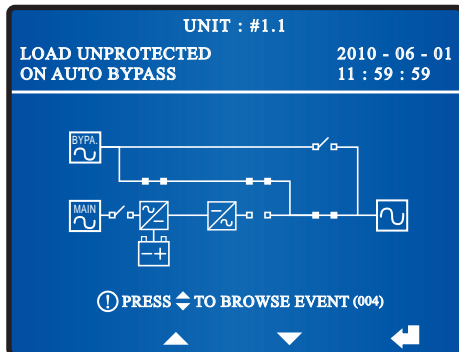 UNIT : #1.1
LOAD UNPROTECTED
2010 - 06 - 01
ON AUTO BYPASS
11 : 59 : 59
BYPA.
MAIN
! PRESS TO BROWSE EVENT (004)